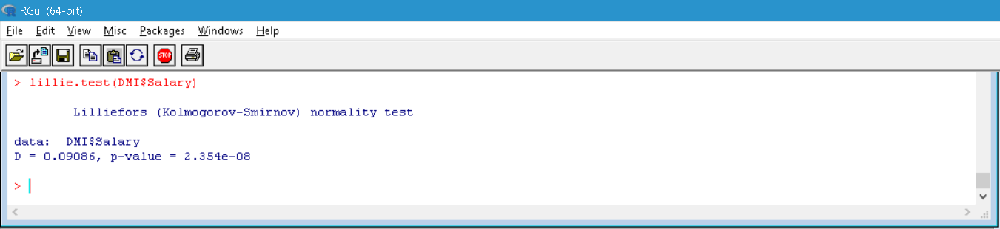 RGui (64-bit)
File Edit View Misc Packages Windows Help
STOP
> lillie.test(DMI$Salary)
Lilliefors (Kolmogorov-Smirnov) normality test
data:  DMI$Salary
D = 0.09086, p-value = 2.354e-08
>